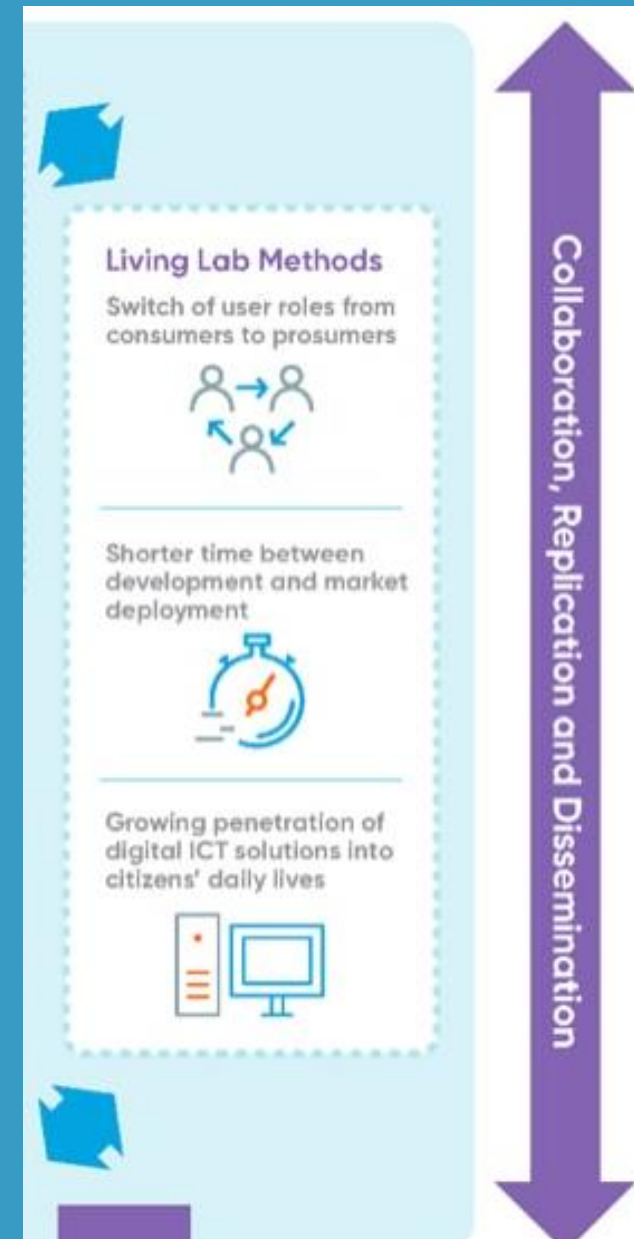 Living Lab Methods
Switch of user roles from
consumers to prosumers
Shorter time between
development and market
deployment
Growing penetration of
digital ICT solutions into
citizens' daily lives
Collaboration, Replication and Dissemination